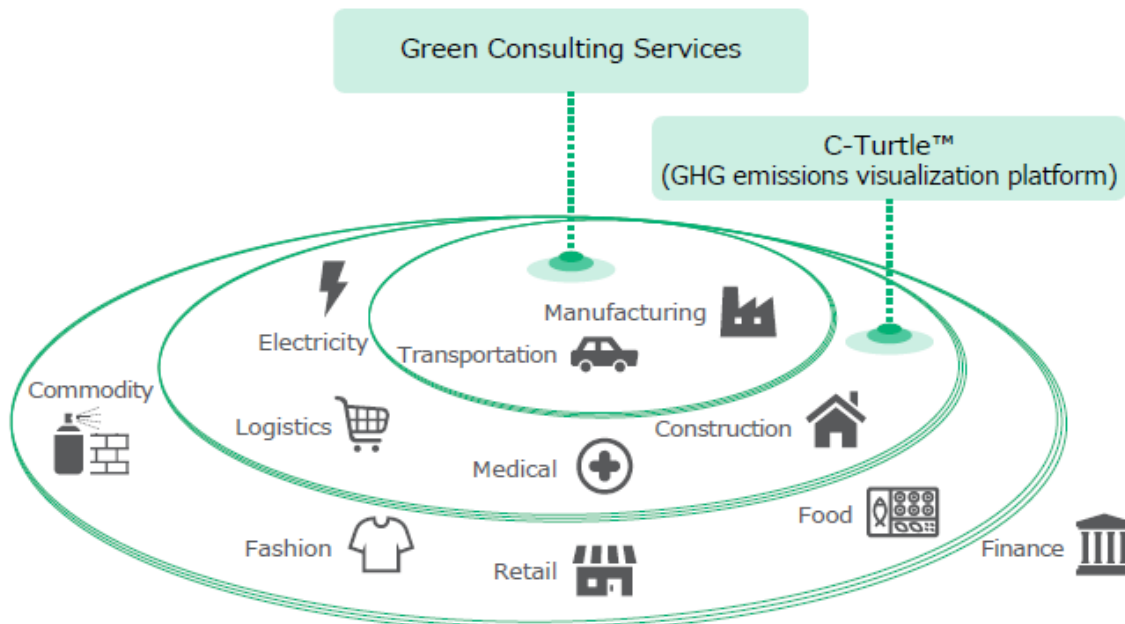 Green Consulting Services
C-Turtle™
(GHG emissions visualization platform)
Manufacturing
Electricity
Transportation
Commodity
Logistics
Construction
Medical
Food
Fashion
Finance
Retail